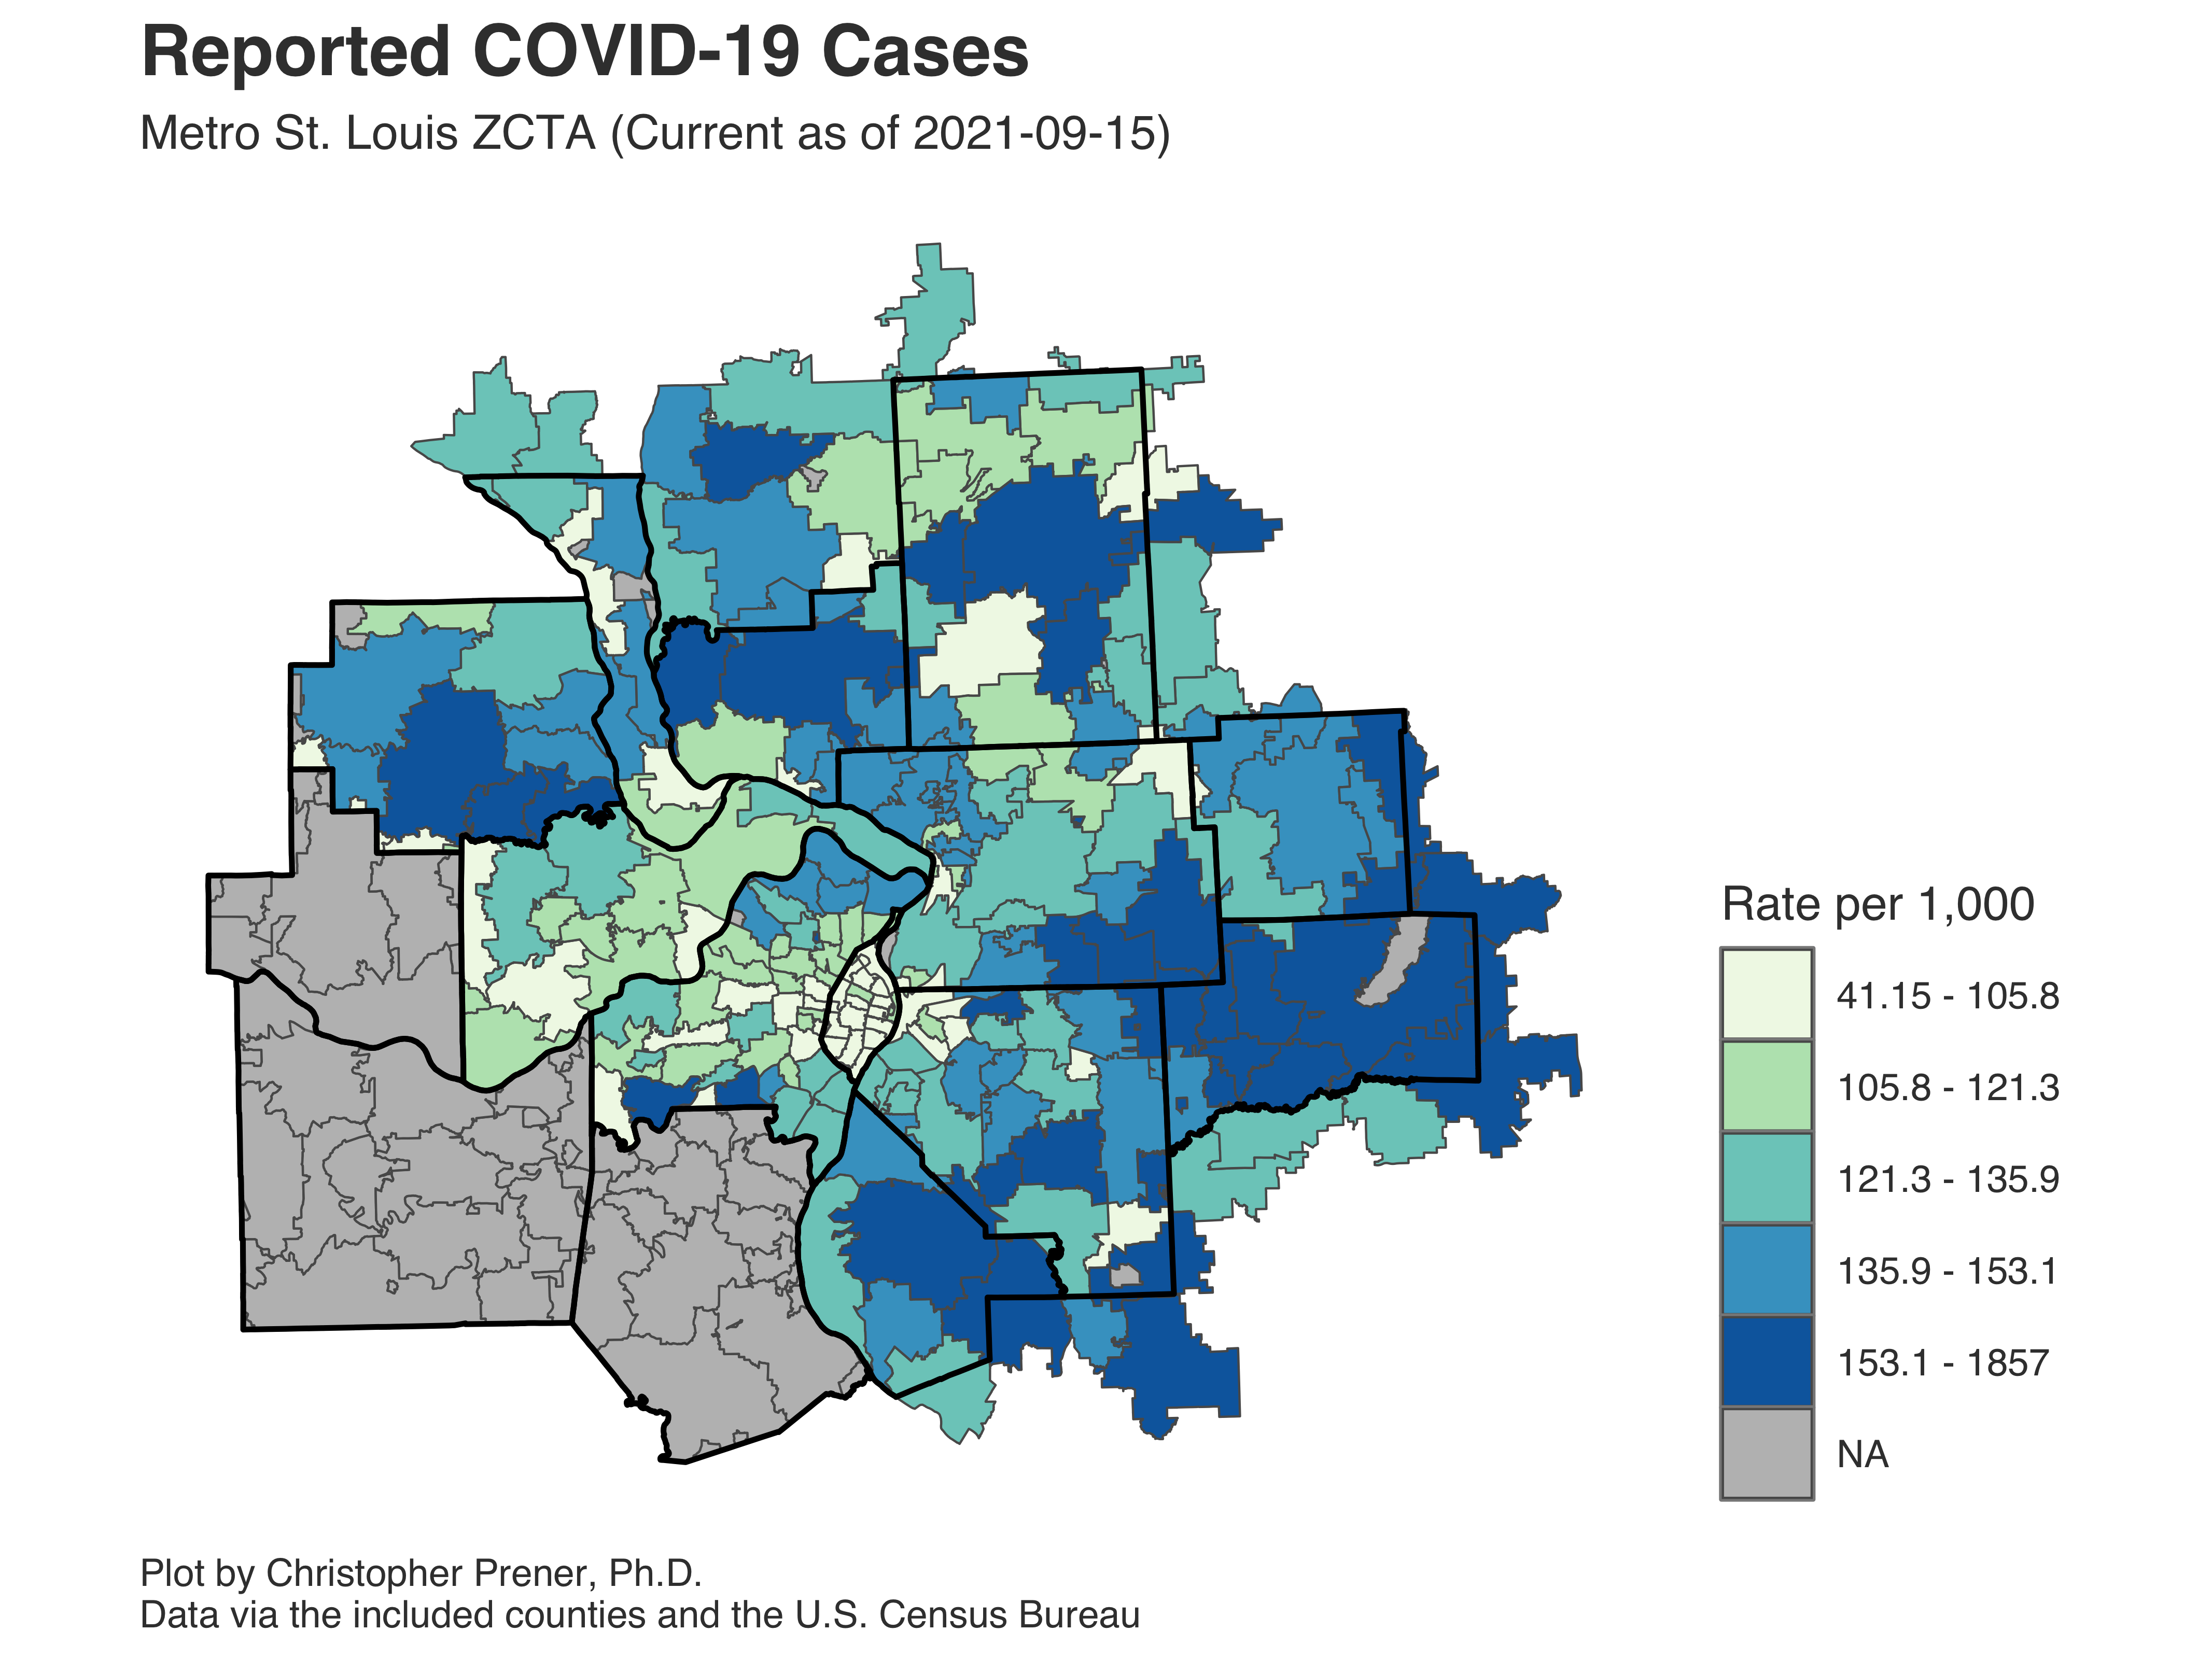 Reported COVID-19 Cases
Metro St. Louis ZCTA (Current as of 2021-09-15)
Rate per 1,000
41.15 - 105.8
105.8 - 121.3
121.3 - 135.9
135.9 - 153.1
153.1 - 1857
NA
Plot by Christopher Prener, Ph.D.
Data via the included counties and the U.S. Census Bureau